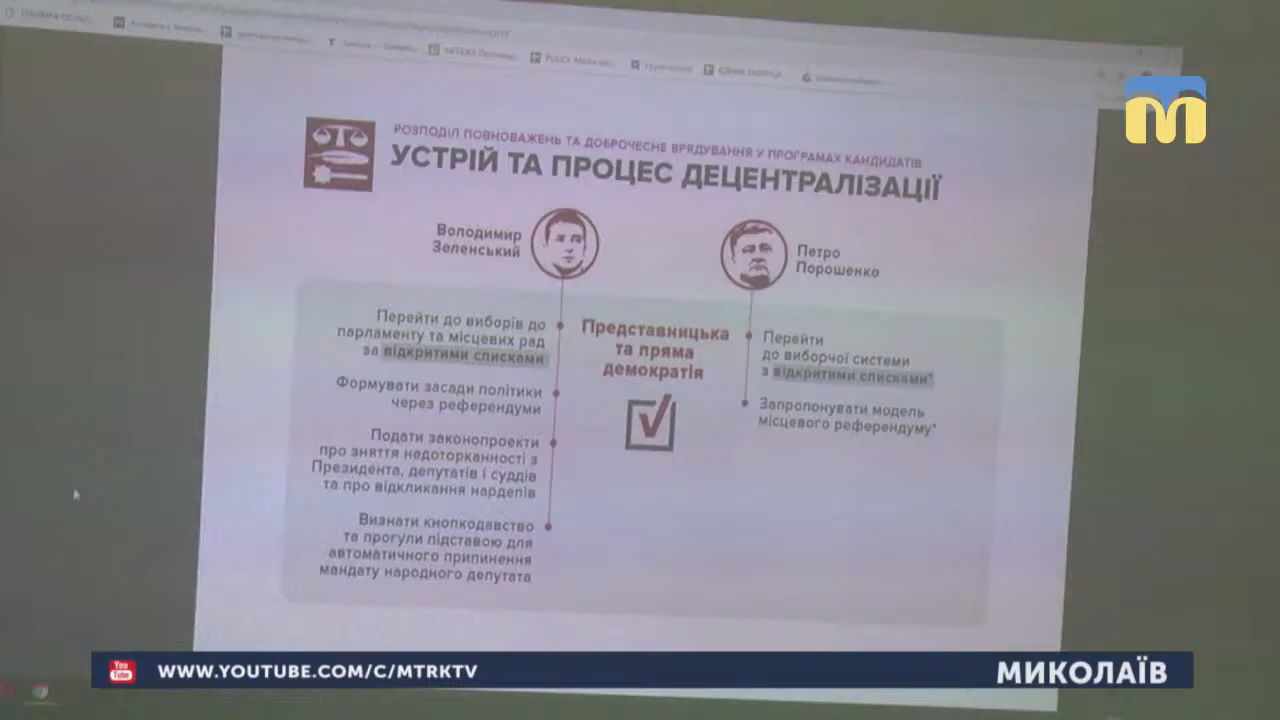 РОЗПОДІЛ ПОВНОВАЖЕНЬ ТА ДОБРОЧЕСНЕ ВРЯДУВАННЯ У ПРОГРАМАХ КАНДИДАТІВ
УСТРІЙ ТА ПРОЦЕС ДЕЦЕНТРАЛІЗАЦІЇ
Володимир
Зеленський
Петро
Порошенко
Перейти до виборів до
парламенту та місцевих рад
за відкритими списками
Формувати засади політики
через референдуми
Подати законопроекти
про зняття недоторканності з
Президента, депутатів і суддів
та про відкликання нардепів
Визнати кнопкодавство
та прогули підставою для
автоматичного припинення
мандату народного депутата
Представницька
та пряма
демократія
Перейти
до виборчої системи
з відкритими списками*
Запропонувати модель
місцевого референдуму*
You
Tube
WWW.YOUTUBE.COM/C/MTRKTV
МИКОЛАЇВ